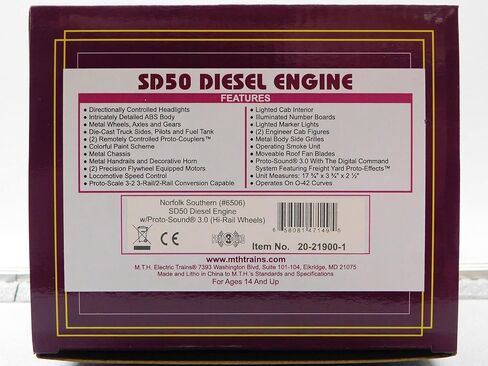 SD50 DIESEL ENGINE
FEATURES
• Directionally Controlled Headlights
• Intricately Detailed ABS Body
• Metal Wheels, Axles and Gears
• Die-Cast Truck Sides, Pilots and Fuel Tank
• (2) Remotely Controlled Proto-Couplers™
• Colorful Paint Scheme
• Metal Chassis
• Metal Handrails and Decorative Horn
• (2) Precision Flywheel Equipped Motors
• Locomotive Speed Control
• Proto-Scale 3-2 3-Rail/2-Rail Conversion Capable
• Lighted Cab Interior
• Illuminated Number Boards
• Lighted Marker Lights
• (2) Engineer Cab Figures
• Metal Body Side Grilles
• Operating Smoke Unit
• Moveable Roof Fan Blades
• Proto-Sound® 3.0 With The Digital Command
System Featuring Freight Yard Proto-Effects™
• Unit Measures: 17 ¾" x 3 ¾" x 2 ½"
• Operates On O-42 Curves
Norfolk Southern (#6506)
SD50 Diesel Engine
w/Proto-Sound® 3.0 (Hi-Rail Wheels)
CE
Item No. 20-21900-1
www.mthtrains.com
M.T.H. Electric Trains® 7393 Washington Blvd, Suite 101-104, Elkridge, MD 21075
Made and Litho in China to M.T.H.'s Standards and Specifications
For Ages 14 And Up